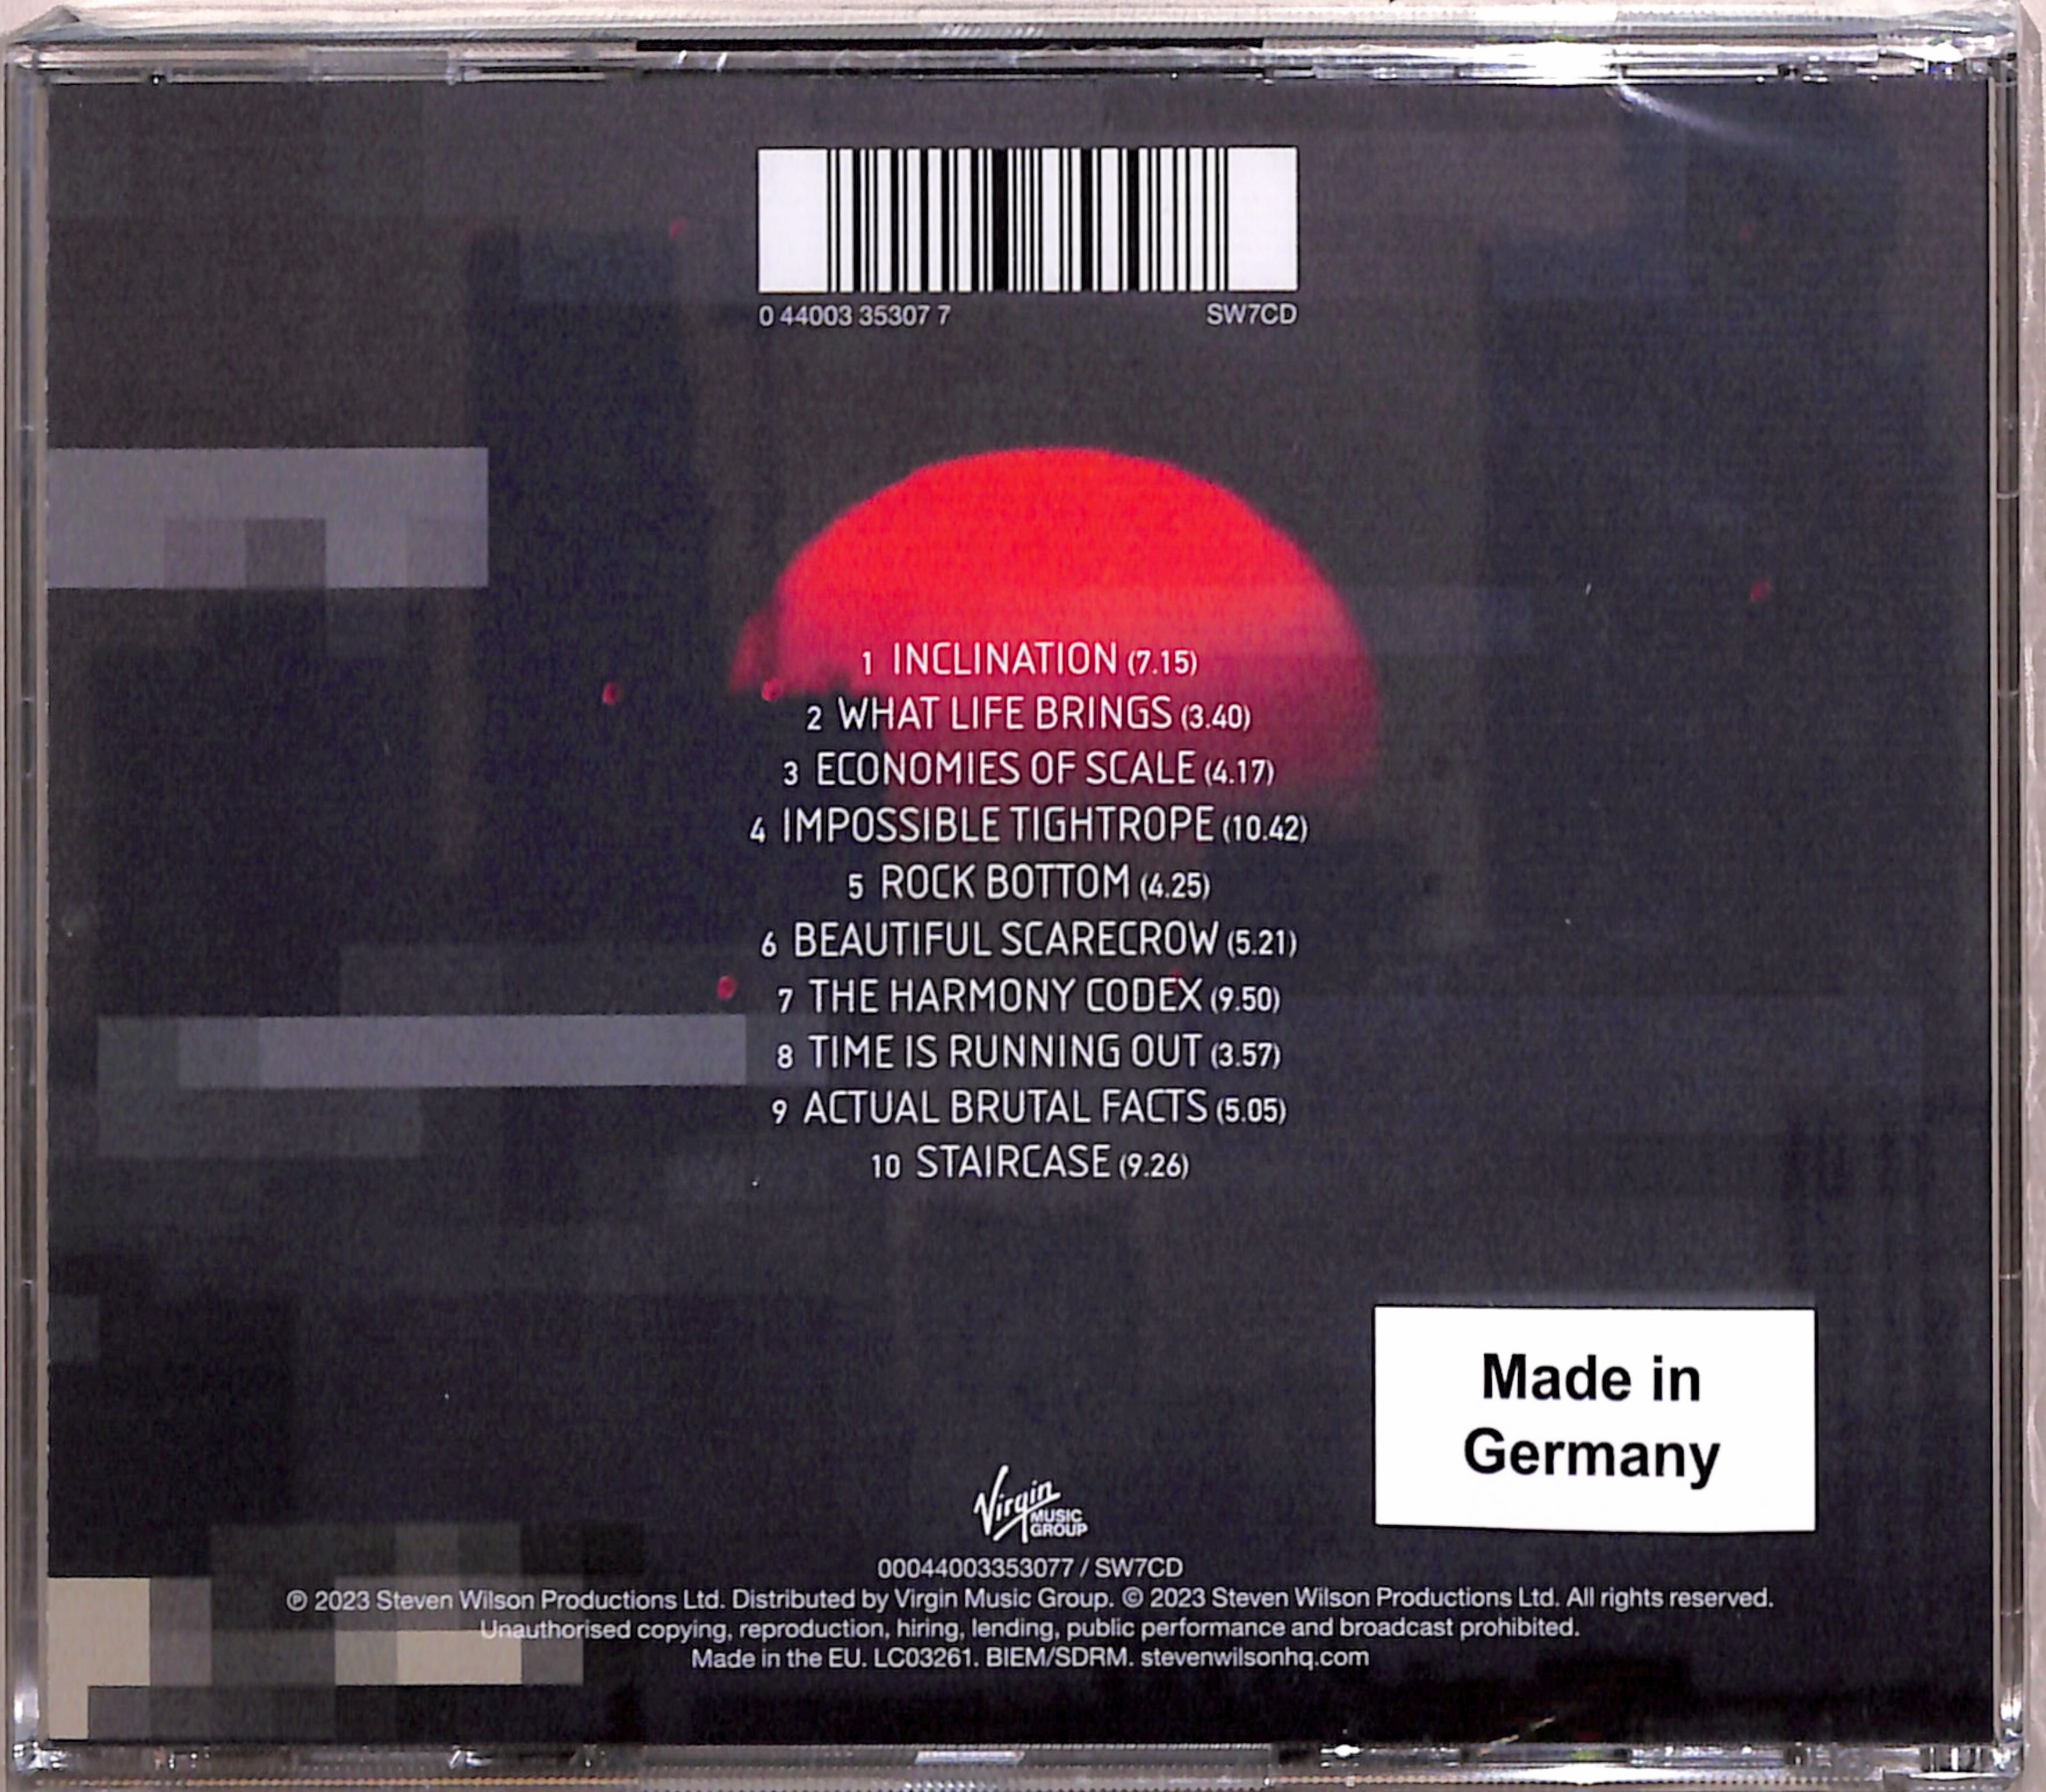 0 44003 35307 7 SW7CD
1 INCLINATION (7.15)
2 WHAT LIFE BRINGS (3.40)
3 ECONOMIES OF SCALE (4.17)
4 IMPOSSIBLE TIGHTROPE (10.42)
5 ROCK BOTTOM (4.25)
6 BEAUTIFUL SCARECROW (5.21)
7 THE HARMONY CODEX (9.50)
8 TIME IS RUNNING OUT (3.57)
9 ACTUAL BRUTAL FACTS (5.05)
10 STAIRCASE (9.26)
Made in
Germany
Virgin
MUSIC
GROUP
00044003353077 / SW7CD
℗ 2023 Steven Wilson Productions Ltd. Distributed by Virgin Music Group. © 2023 Steven Wilson Productions Ltd. All rights reserved.
Unauthorised copying, reproduction, hiring, lending, public performance and broadcast prohibited.
Made in the EU. LC03261. BIEM/SDRM. stevenwilsonhq.com